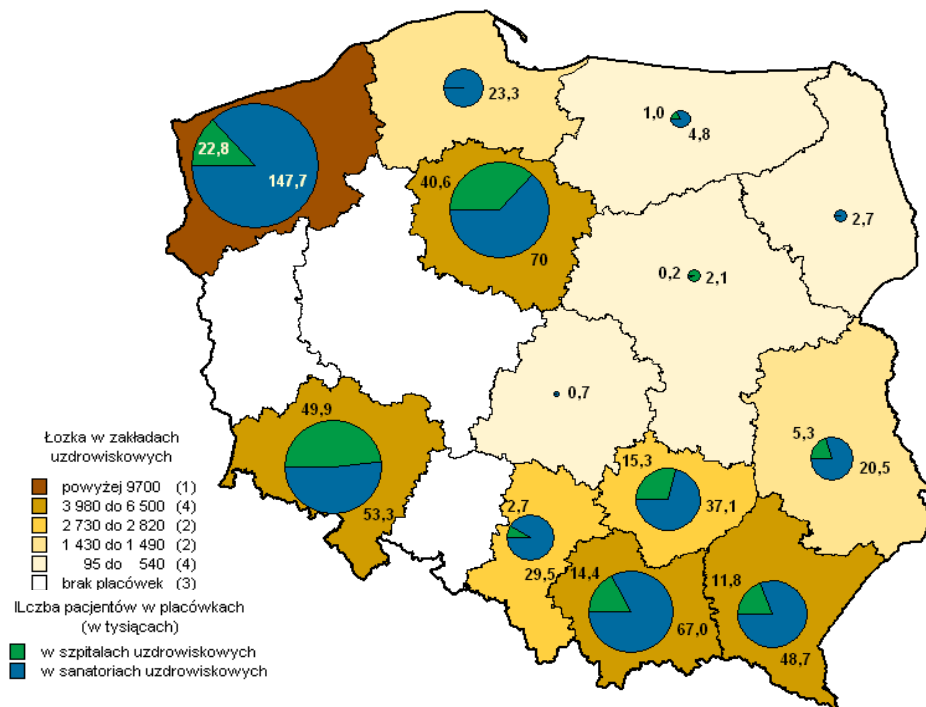 23,3
1,0
4,8
22,8
147,7
40,6
70
2,7
0,2
2,1
0,7
49,9
53,3
5,3
20,5
15,3
37,1
2,7
29,5
14,4
67,0
11,8
48,7
Łozka w zakładach
uzdrowiskowych
powyżej 9700 (1)
3 980 do 6 500 (4)
2 730 do 2 820 (2)
1 430 do 1 490 (2)
95 do 540 (4)
brak placówek (3)
ILczba pacjentów w placówkach
(w tysiącach)
w szpitalach uzdrowiskowych
w sanatoriach uzdrowiskowych